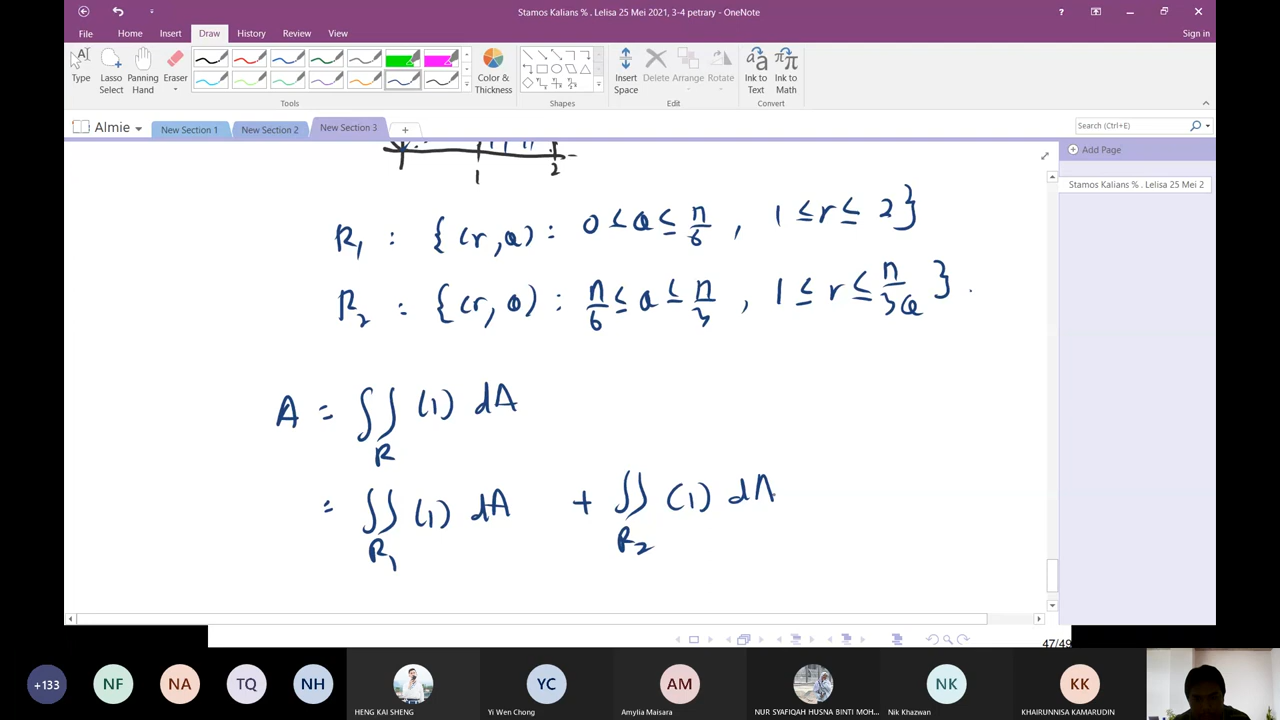 Stamos Kalians % . Lelisa 25 Mei 2021, 3-4 petrary - OneNote
?
File Home Insert Draw History Review View Sign in
Type Lasso Select Panning Hand Eraser Color & Thickness Insert Space Delete Arrange Rotate Ink to Text Ink to Math
Tools Shapes Edit Convert
Almie New Section 1 New Section 2 New Section 3 + Search (Ctrl+E)
Add Page
Stamos Kalians % . Lelisa 25 Mei 2
1 2
R₁ : {(r,θ): 0 ≤ θ ≤ π/6 , 1 ≤ r ≤ 2}
R₂ : {(r,θ): π/6 ≤ θ ≤ π/3 , 1 ≤ r ≤ π/3θ} .
A = ∬_R (1) dA
= ∬_R₁ (1) dA + ∬_R₂ (1) dA
47/49
+133 NF NA TQ NH YC AM NK KK
HENG KAI SHENG Yi Wen Chong Amylia Maisara NUR SYAFIQAH HUSNA BINTI MOH... Nik Khazwan KHAIRUNNISA KAMARUDIN